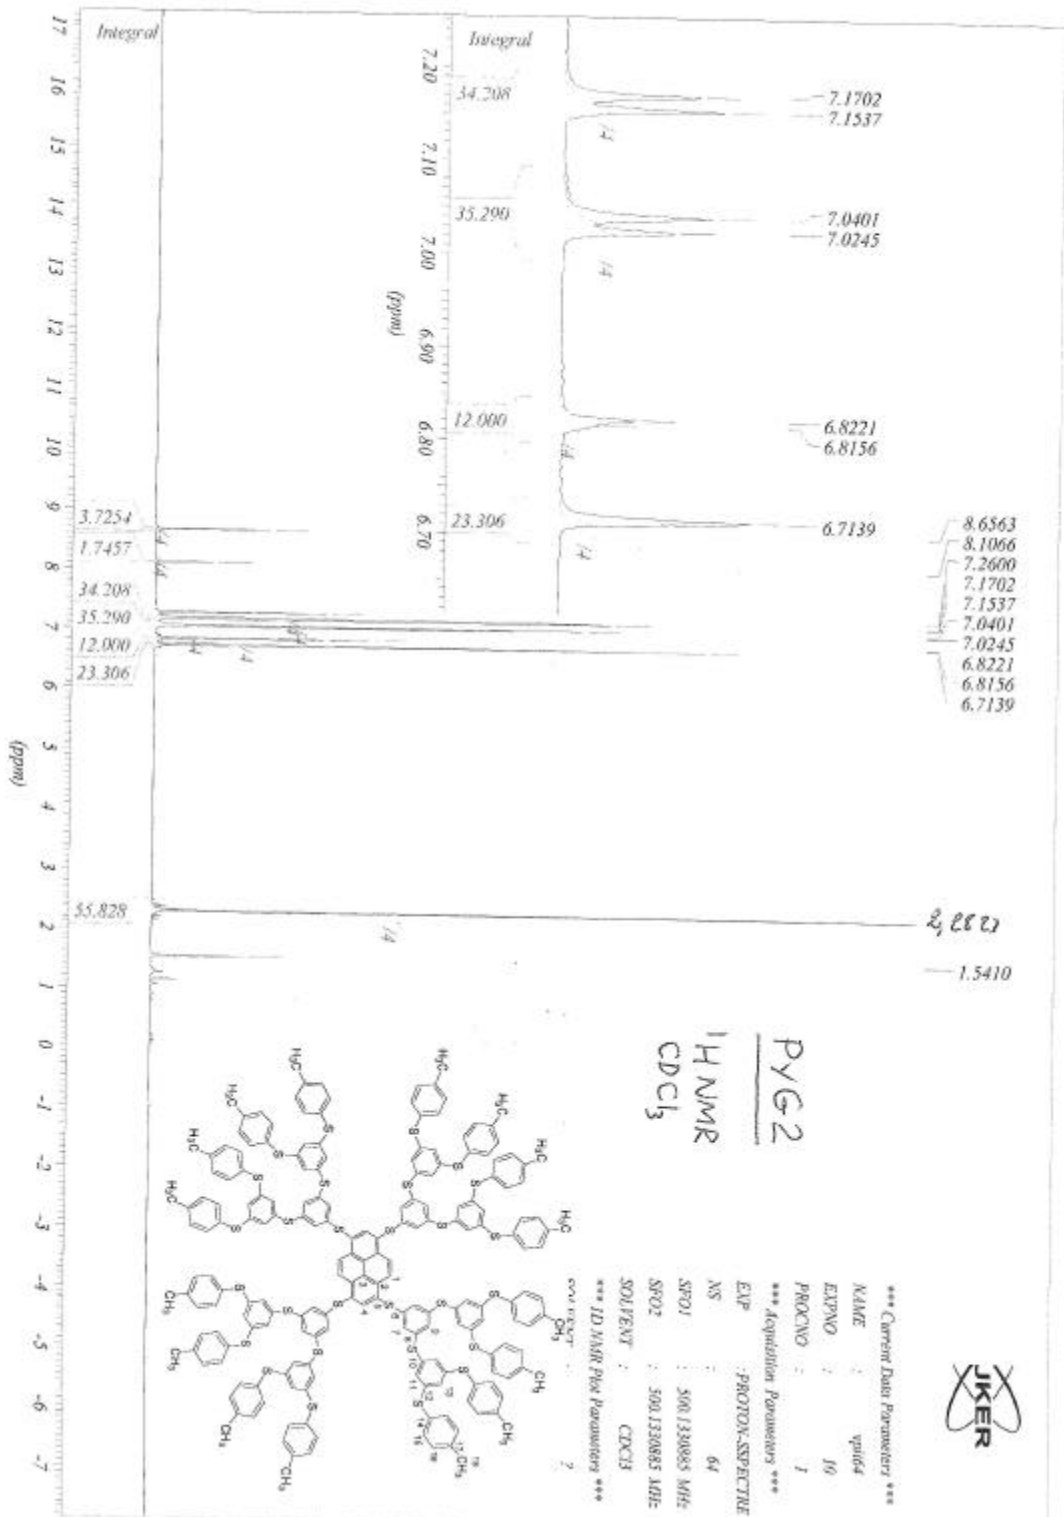 JKER
*** Current Data Parameters ***
NAME : vpi64
EXPNO : 10
PROCNO : 1
*** Acquisition Parameters ***
EXP : PROTON-SSPECTRE
NS : 64
SFO1 : 500.1330885 MHz
SFO2 : 500.1330885 MHz
SOLVENT : CDCl3
*** 1D NMR Plot Parameters ***
SOLVENT : ?
PYG2
1H NMR
CDCl3
7.1702
7.1537
7.0401
7.0245
6.8221
6.8156
6.7139
Integral
34.208
35.290
12.000
23.306
7.20 7.10 7.00 6.90 6.80 6.70
(ppm)
8.6563
8.1066
7.2600
7.1702
7.1537
7.0401
7.0245
6.8221
6.8156
6.7139
2,2827
1.5410
Integral
3.7254
1.7457
34.208
35.290
12.000
23.306
55.828
17 16 15 14 13 12 11 10 9 8 7 6 5 4 3 2 1 0 -1 -2 -3 -4 -5 -6 -7
(ppm)